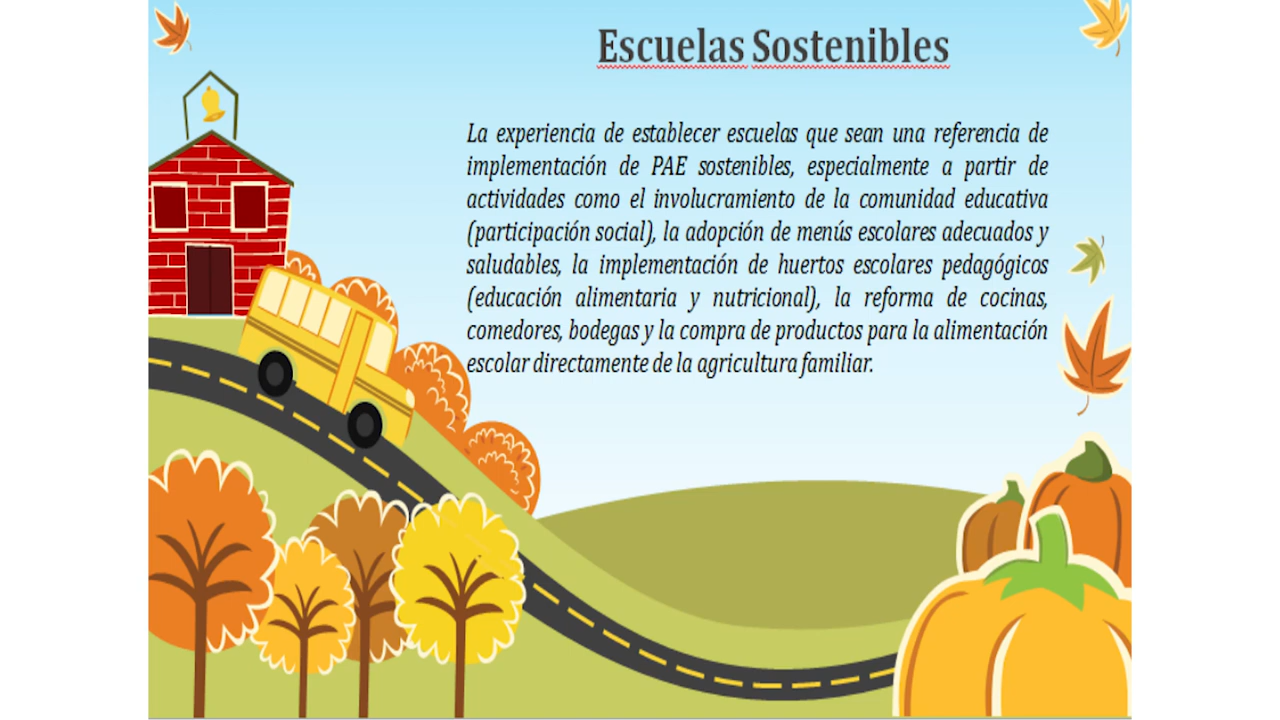 Escuelas Sostenibles
La experiencia de establecer escuelas que sean una referencia de
implementación de PAE sostenibles, especialmente a partir de
actividades como el involucramiento de la comunidad educativa
(participación social), la adopción de menús escolares adecuados y
saludables, la implementación de huertos escolares pedagógicos
(educación alimentaria y nutricional), la reforma de cocinas,
comedores, bodegas y la compra de productos para la alimentación
escolar directamente de la agricultura familiar.